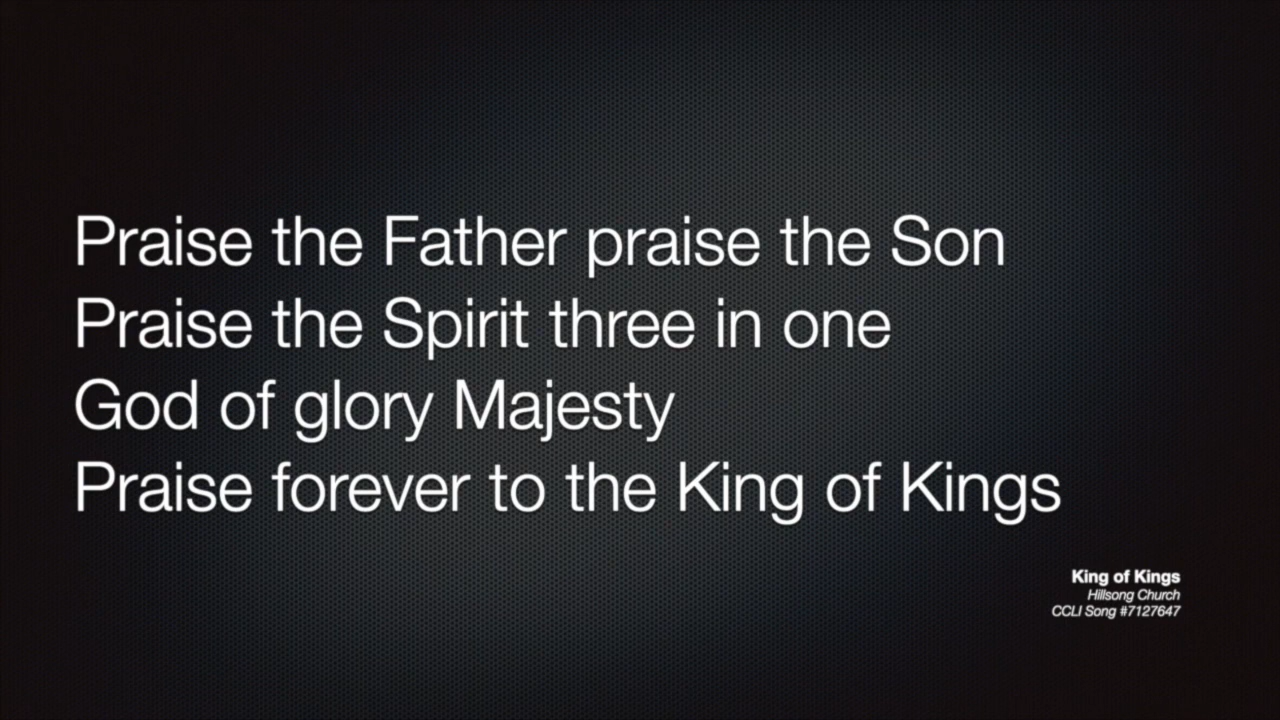 Praise the Father praise the Son
Praise the Spirit three in one
God of glory Majesty
Praise forever to the King of Kings
King of Kings
Hillsong Church
CCLI Song #7127647